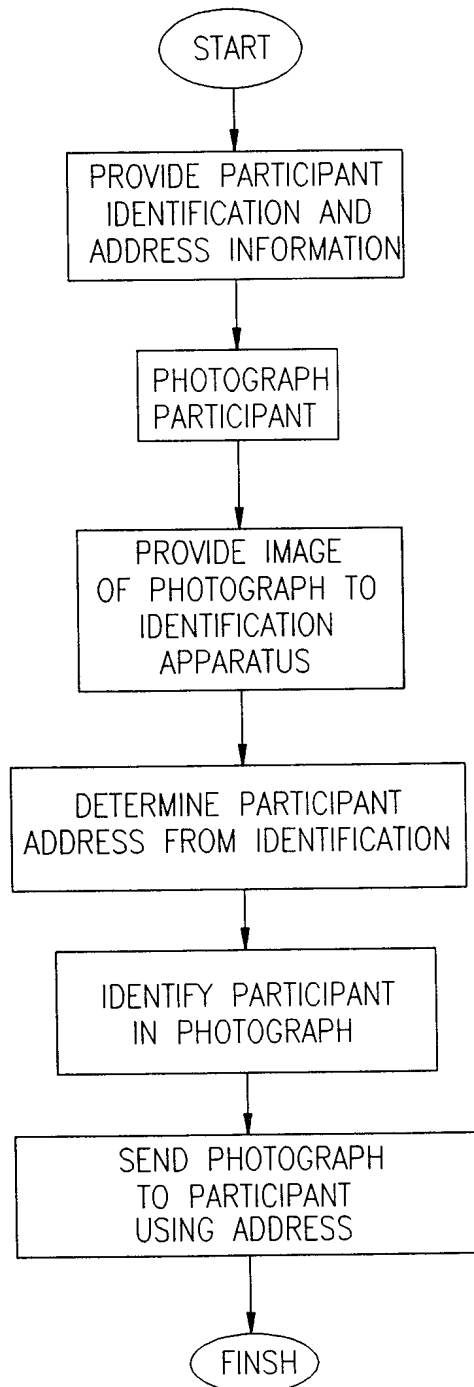 START
PROVIDE PARTICIPANT
IDENTIFICATION AND
ADDRESS INFORMATION
PHOTOGRAPH
PARTICIPANT
PROVIDE IMAGE
OF PHOTOGRAPH TO
IDENTIFICATION
APPARATUS
DETERMINE PARTICIPANT
ADDRESS FROM IDENTIFICATION
IDENTIFY PARTICIPANT
IN PHOTOGRAPH
SEND PHOTOGRAPH
TO PARTICIPANT
USING ADDRESS
FINSH